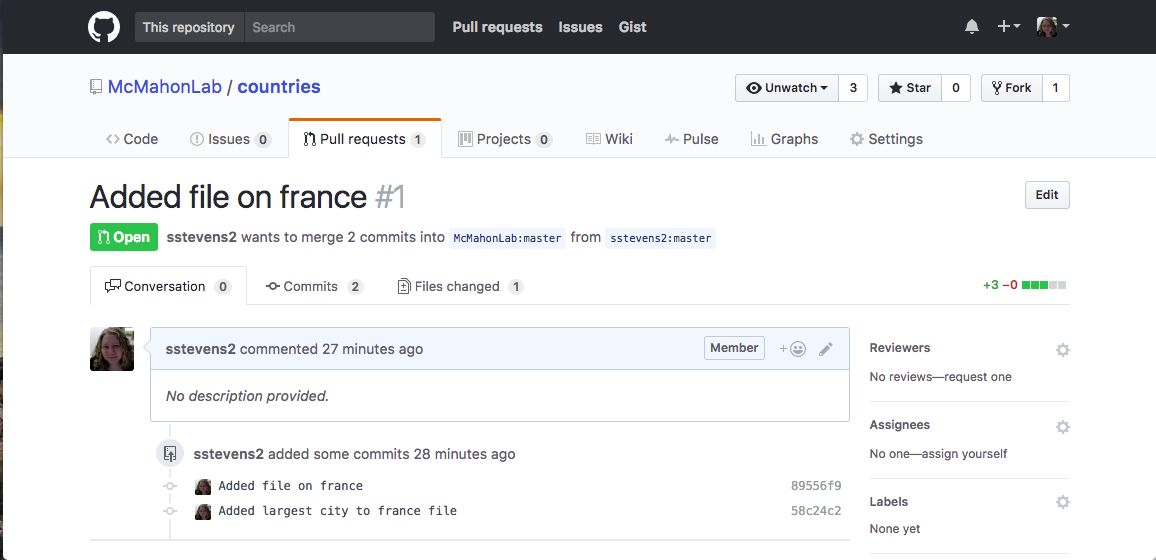 This repository Search Pull requests Issues Gist
McMahonLab / countries Unwatch 3 Star 0 Fork 1
Code Issues 0 Pull requests 1 Projects 0 Wiki Pulse Graphs Settings
Added file on france #1 Edit
Open sstevens2 wants to merge 2 commits into McMahonLab:master from sstevens2:master
Conversation 0 Commits 2 Files changed 1 +3 −0
sstevens2 commented 27 minutes ago Member
No description provided.
sstevens2 added some commits 28 minutes ago
Added file on france 89556f9
Added largest city to france file 58c24c2
Reviewers
No reviews—request one
Assignees
No one—assign yourself
Labels
None yet